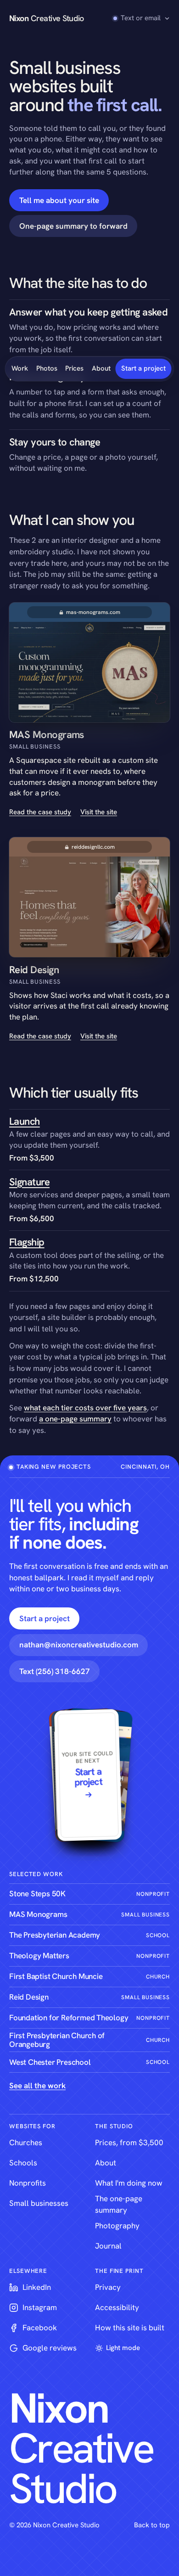 Nixon Creative Studio
Text or email
Small business
websites built
around the first call.
Someone told them to call you, or they found
you on a phone. Either way, they want to see
what you do, what it might cost and how to
ask, and you want that first call to start
further along than the same 5 questions.
Tell me about your site
One-page summary to forward
What the site has to do
Answer what you keep getting asked
What you do, how pricing works and where
you work, so the first conversation can start
from the job itself.
Work
Photos
Prices
About
Start a project
A number to tap and a form that asks enough,
built for a phone first. I can set up a count of
the calls and forms, so you can see them.
Stay yours to change
Change a price, a page or a photo yourself,
without waiting on me.
What I can show you
These 2 are an interior designer and a home
embroidery studio. I have not shown you
every trade here, and yours may not be on the
list. The job may still be the same: getting a
stranger ready to ask you for something.
mas-monograms.com
Custom
monogramming,
made just for you.
MAS
MAS Monograms
SMALL BUSINESS
A Squarespace site rebuilt as a custom site
that can move if it ever needs to, where
customers design a monogram before they
ask for a price.
Read the case study
Visit the site
reiddesignllc.com
Homes that
feel completely yours
Reid Design
SMALL BUSINESS
Shows how Staci works and what it costs, so a
visitor arrives at the first call already knowing
the plan.
Read the case study
Visit the site
Which tier usually fits
Launch
A few clear pages and an easy way to call, and
you update them yourself.
From $3,500
Signature
More services and deeper pages, a small team
keeping them current, and the calls tracked.
From $6,500
Flagship
A custom tool does part of the selling, or the
site ties into how you run the work.
From $12,500
If you need a few pages and enjoy doing it
yourself, a site builder is probably enough,
and I will tell you so.
One way to weigh the cost: divide the first-
year cost by what a typical job brings in. That
is how many jobs would cover it. I cannot
promise you those jobs, so only you can judge
whether that number looks reachable.
See what each tier costs over five years, or
forward a one-page summary to whoever has
to say yes.
TAKING NEW PROJECTS
CINCINNATI, OH
I'll tell you which
tier fits, including
if none does.
The first conversation is free and ends with an
honest ballpark. I read it myself and reply
within one or two business days.
Start a project
nathan@nixoncreativestudio.com
Text (256) 318-6627
YOUR SITE COULD
BE NEXT
Start a
project
SELECTED WORK
Stone Steps 50K
NONPROFIT
MAS Monograms
SMALL BUSINESS
The Presbyterian Academy
SCHOOL
Theology Matters
NONPROFIT
First Baptist Church Muncie
CHURCH
Reid Design
SMALL BUSINESS
Foundation for Reformed Theology
NONPROFIT
First Presbyterian Church of
Orangeburg
CHURCH
West Chester Preschool
SCHOOL
See all the work
WEBSITES FOR
Churches
Schools
Nonprofits
Small businesses
THE STUDIO
Prices, from $3,500
About
What I'm doing now
The one-page
summary
Photography
Journal
ELSEWHERE
LinkedIn
Instagram
Facebook
Google reviews
THE FINE PRINT
Privacy
Accessibility
How this site is built
Light mode
Nixon
Creative
Studio
© 2026 Nixon Creative Studio
Back to top